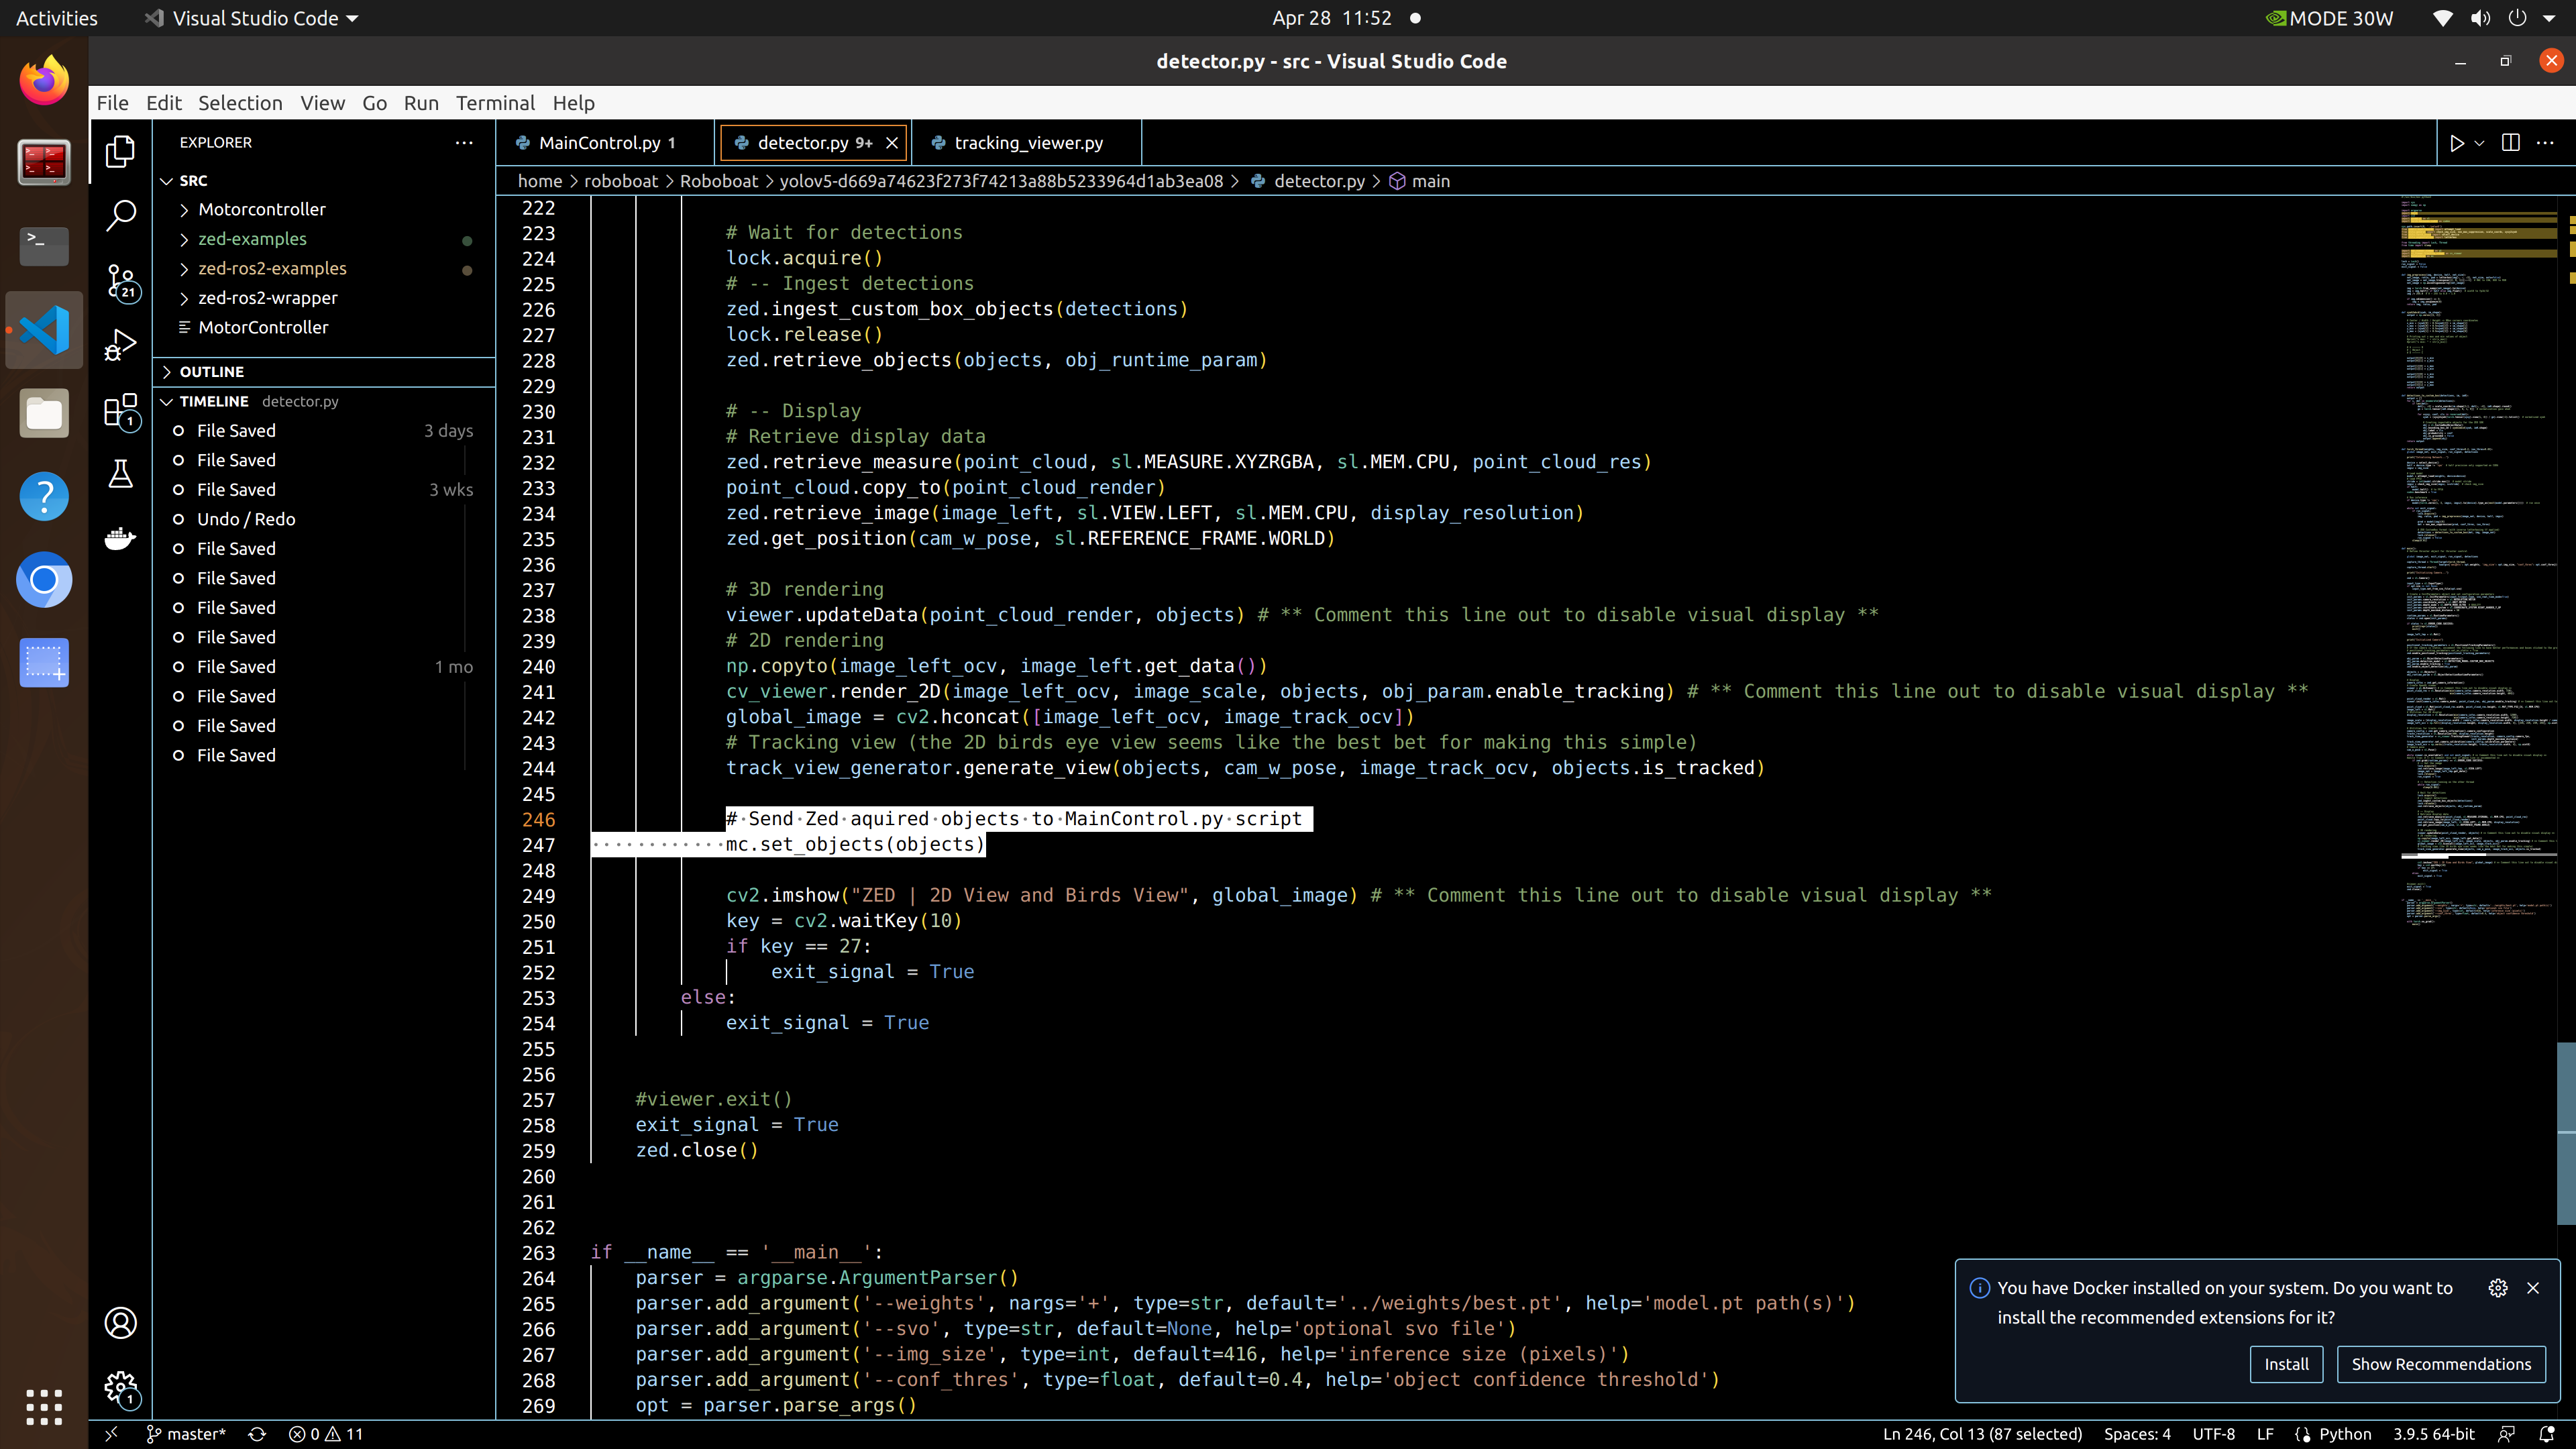 Activities
Visual Studio Code
Apr 28 11:52
MODE 30W
detector.py - src - Visual Studio Code
File Edit Selection View Go Run Terminal Help
EXPLORER
SRC
Motorcontroller
zed-examples
zed-ros2-examples
zed-ros2-wrapper
MotorController
OUTLINE
TIMELINE detector.py
File Saved 3 days
File Saved
File Saved 3 wks
Undo / Redo
File Saved
File Saved
File Saved
File Saved
File Saved 1 mo
File Saved
File Saved
File Saved
21
1
1
MainControl.py 1
detector.py 9+
tracking_viewer.py
home > roboboat > Roboboat > yolov5-d669a74623f273f74213a88b5233964d1ab3ea08 > detector.py > main
222
223 # Wait for detections
224 lock.acquire()
225 # -- Ingest detections
226 zed.ingest_custom_box_objects(detections)
227 lock.release()
228 zed.retrieve_objects(objects, obj_runtime_param)
229
230 # -- Display
231 # Retrieve display data
232 zed.retrieve_measure(point_cloud, sl.MEASURE.XYZRGBA, sl.MEM.CPU, point_cloud_res)
233 point_cloud.copy_to(point_cloud_render)
234 zed.retrieve_image(image_left, sl.VIEW.LEFT, sl.MEM.CPU, display_resolution)
235 zed.get_position(cam_w_pose, sl.REFERENCE_FRAME.WORLD)
236
237 # 3D rendering
238 viewer.updateData(point_cloud_render, objects) # ** Comment this line out to disable visual display **
239 # 2D rendering
240 np.copyto(image_left_ocv, image_left.get_data())
241 cv_viewer.render_2D(image_left_ocv, image_scale, objects, obj_param.enable_tracking) # ** Comment this line out to disable visual display **
242 global_image = cv2.hconcat([image_left_ocv, image_track_ocv])
243 # Tracking view (the 2D birds eye view seems like the best bet for making this simple)
244 track_view_generator.generate_view(objects, cam_w_pose, image_track_ocv, objects.is_tracked)
245
246 # Send Zed aquired objects to MainControl.py script
247 mc.set_objects(objects)
248
249 cv2.imshow("ZED | 2D View and Birds View", global_image) # ** Comment this line out to disable visual display **
250 key = cv2.waitKey(10)
251 if key == 27:
252 exit_signal = True
253 else:
254 exit_signal = True
255
256
257 #viewer.exit()
258 exit_signal = True
259 zed.close()
260
261
262
263 if __name__ == '__main__':
264 parser = argparse.ArgumentParser()
265 parser.add_argument('--weights', nargs='+', type=str, default='../weights/best.pt', help='model.pt path(s)')
266 parser.add_argument('--svo', type=str, default=None, help='optional svo file')
267 parser.add_argument('--img_size', type=int, default=416, help='inference size (pixels)')
268 parser.add_argument('--conf_thres', type=float, default=0.4, help='object confidence threshold')
269 opt = parser.parse_args()
You have Docker installed on your system. Do you want to
install the recommended extensions for it?
Install
Show Recommendations
master* 0 11
Ln 246, Col 13 (87 selected) Spaces: 4 UTF-8 LF Python 3.9.5 64-bit